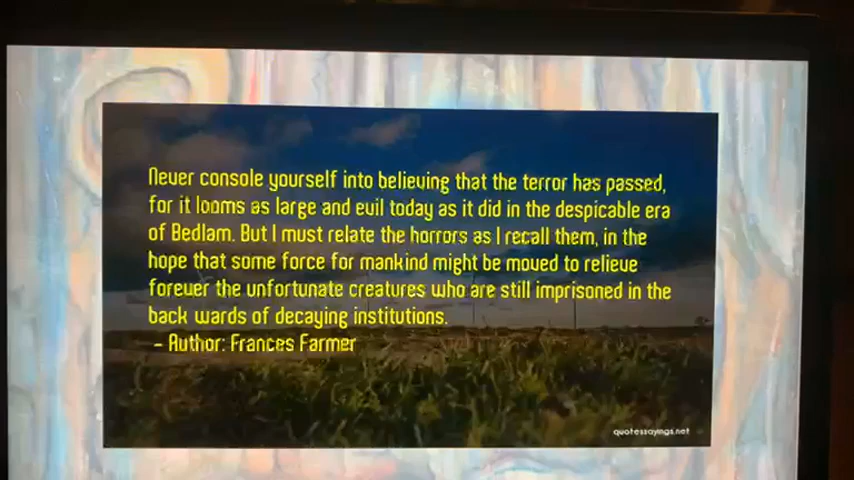 Never console yourself into believing that the terror has passed,
for it looms as large and evil today as it did in the despicable era
of Bedlam. But I must relate the horrors as I recall them, in the
hope that some force for mankind might be moved to relieve
forever the unfortunate creatures who are still imprisoned in the
back wards of decaying institutions.
- Author: Frances Farmer
quotessayings.net